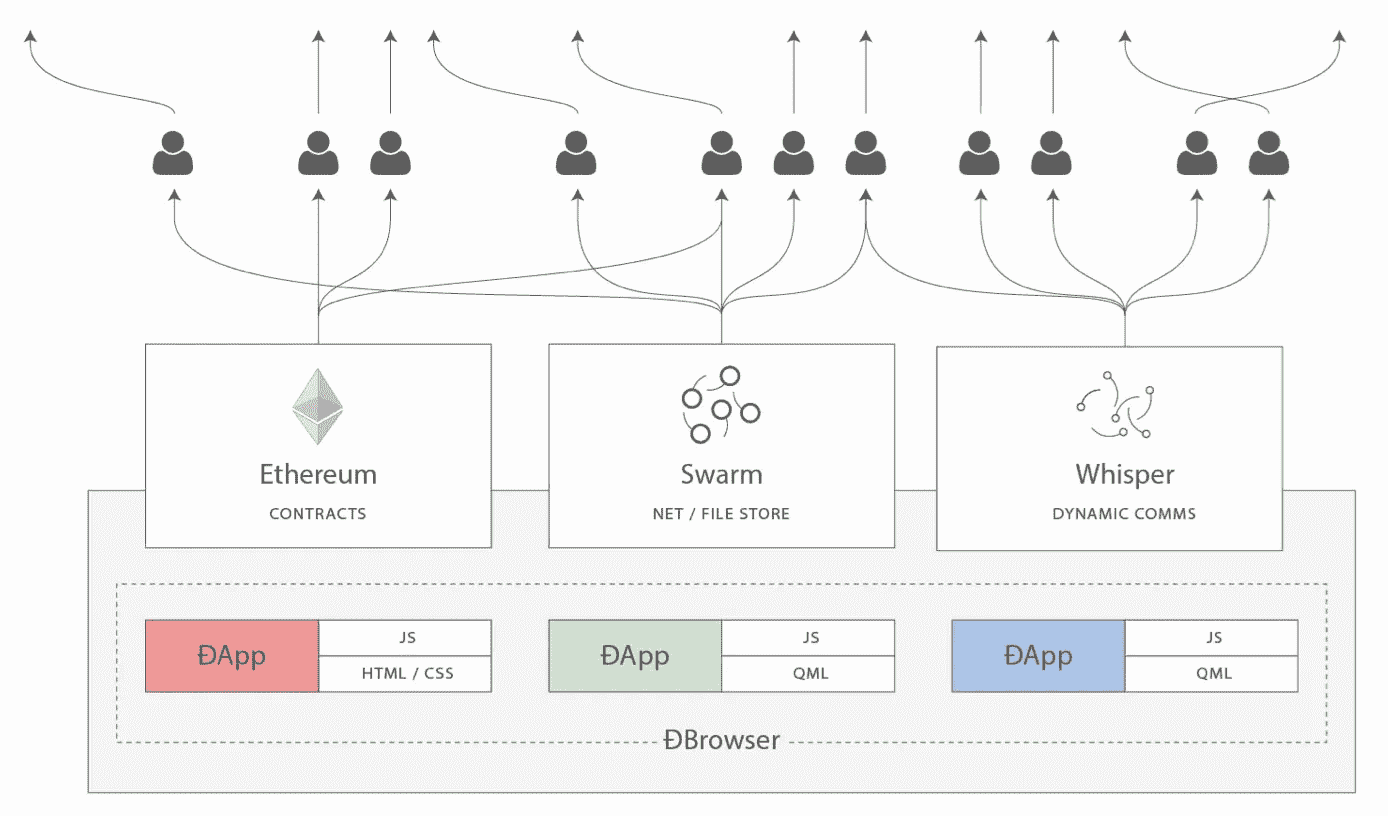 Ethereum
CONTRACTS
Swarm
NET / FILE STORE
Whisper
DYNAMIC COMMS
ĐApp
JS
HTML / CSS
ĐApp
JS
QML
ĐApp
JS
QML
ĐBrowser